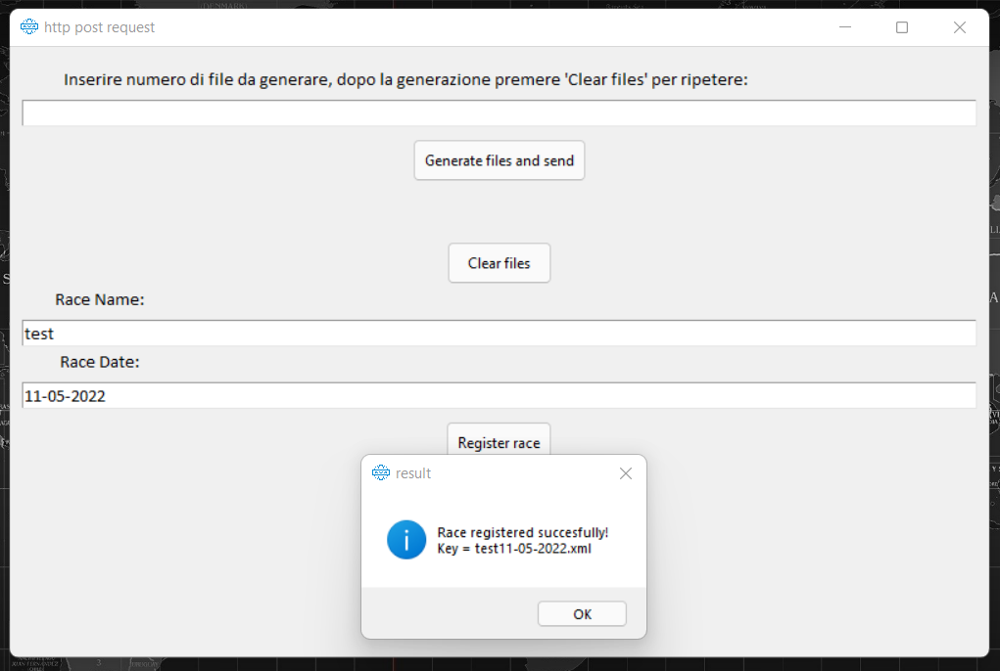 http post request
Inserire numero di file da generare, dopo la generazione premere 'Clear files' per ripetere:
Generate files and send
Clear files
Race Name:
test
Race Date:
11-05-2022
Register race
result
Race registered succesfully!
Key = test11-05-2022.xml
OK